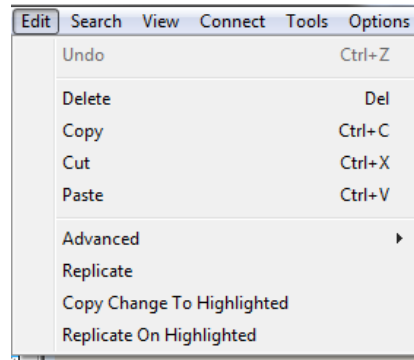 Edit Search View Connect Tools Options
Undo Ctrl+Z
Delete Del
Copy Ctrl+C
Cut Ctrl+X
Paste Ctrl+V
Advanced
Replicate
Copy Change To Highlighted
Replicate On Highlighted